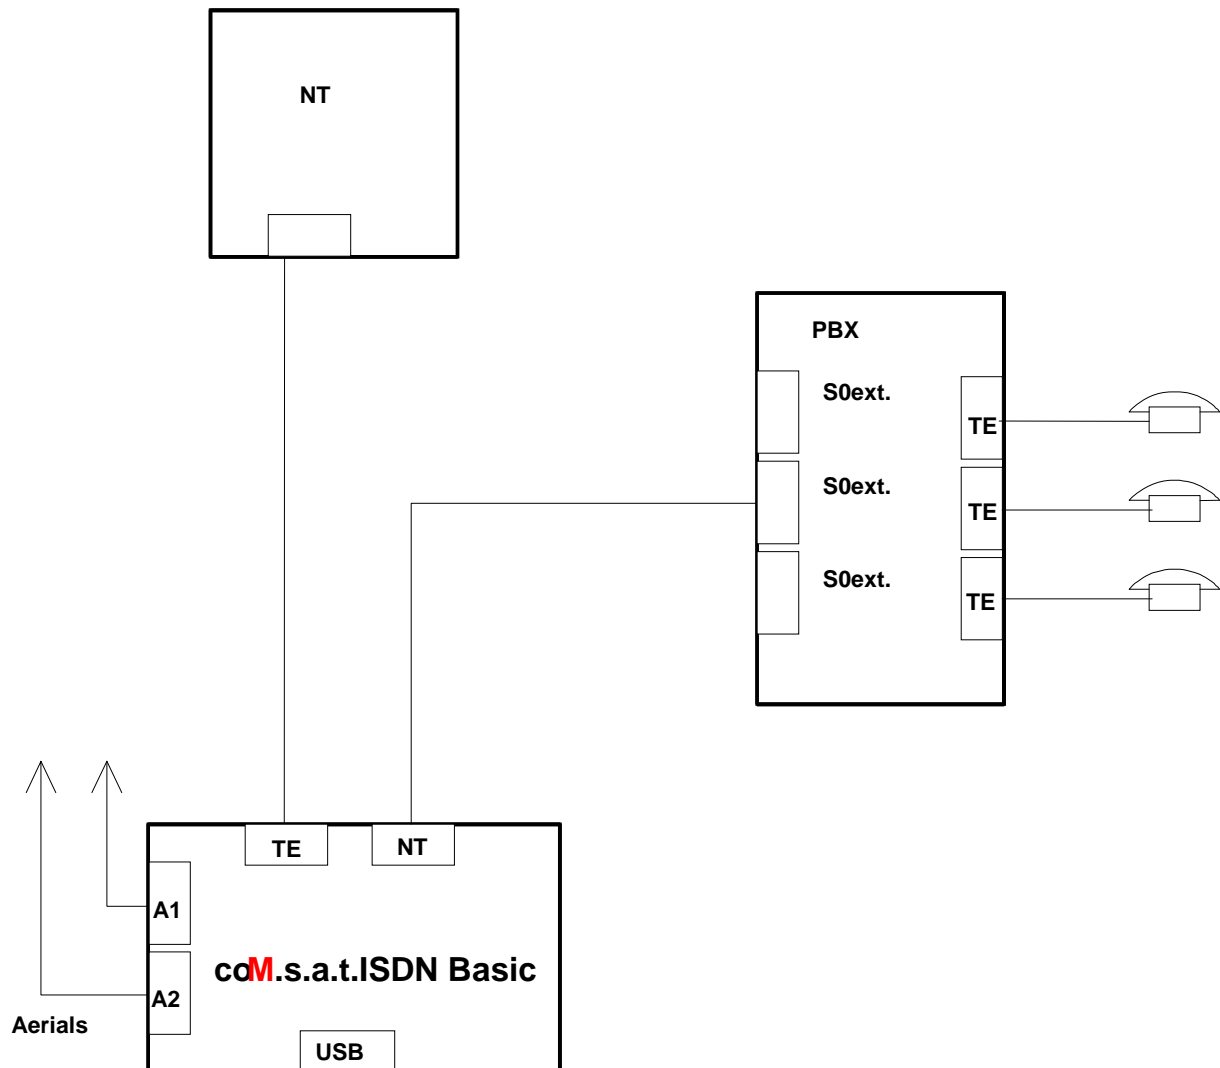 NT
PBX
S0ext.
TE
S0ext.
TE
S0ext.
TE
TE
NT
A1
coM.s.a.t.ISDN Basic
A2
Aerials
USB